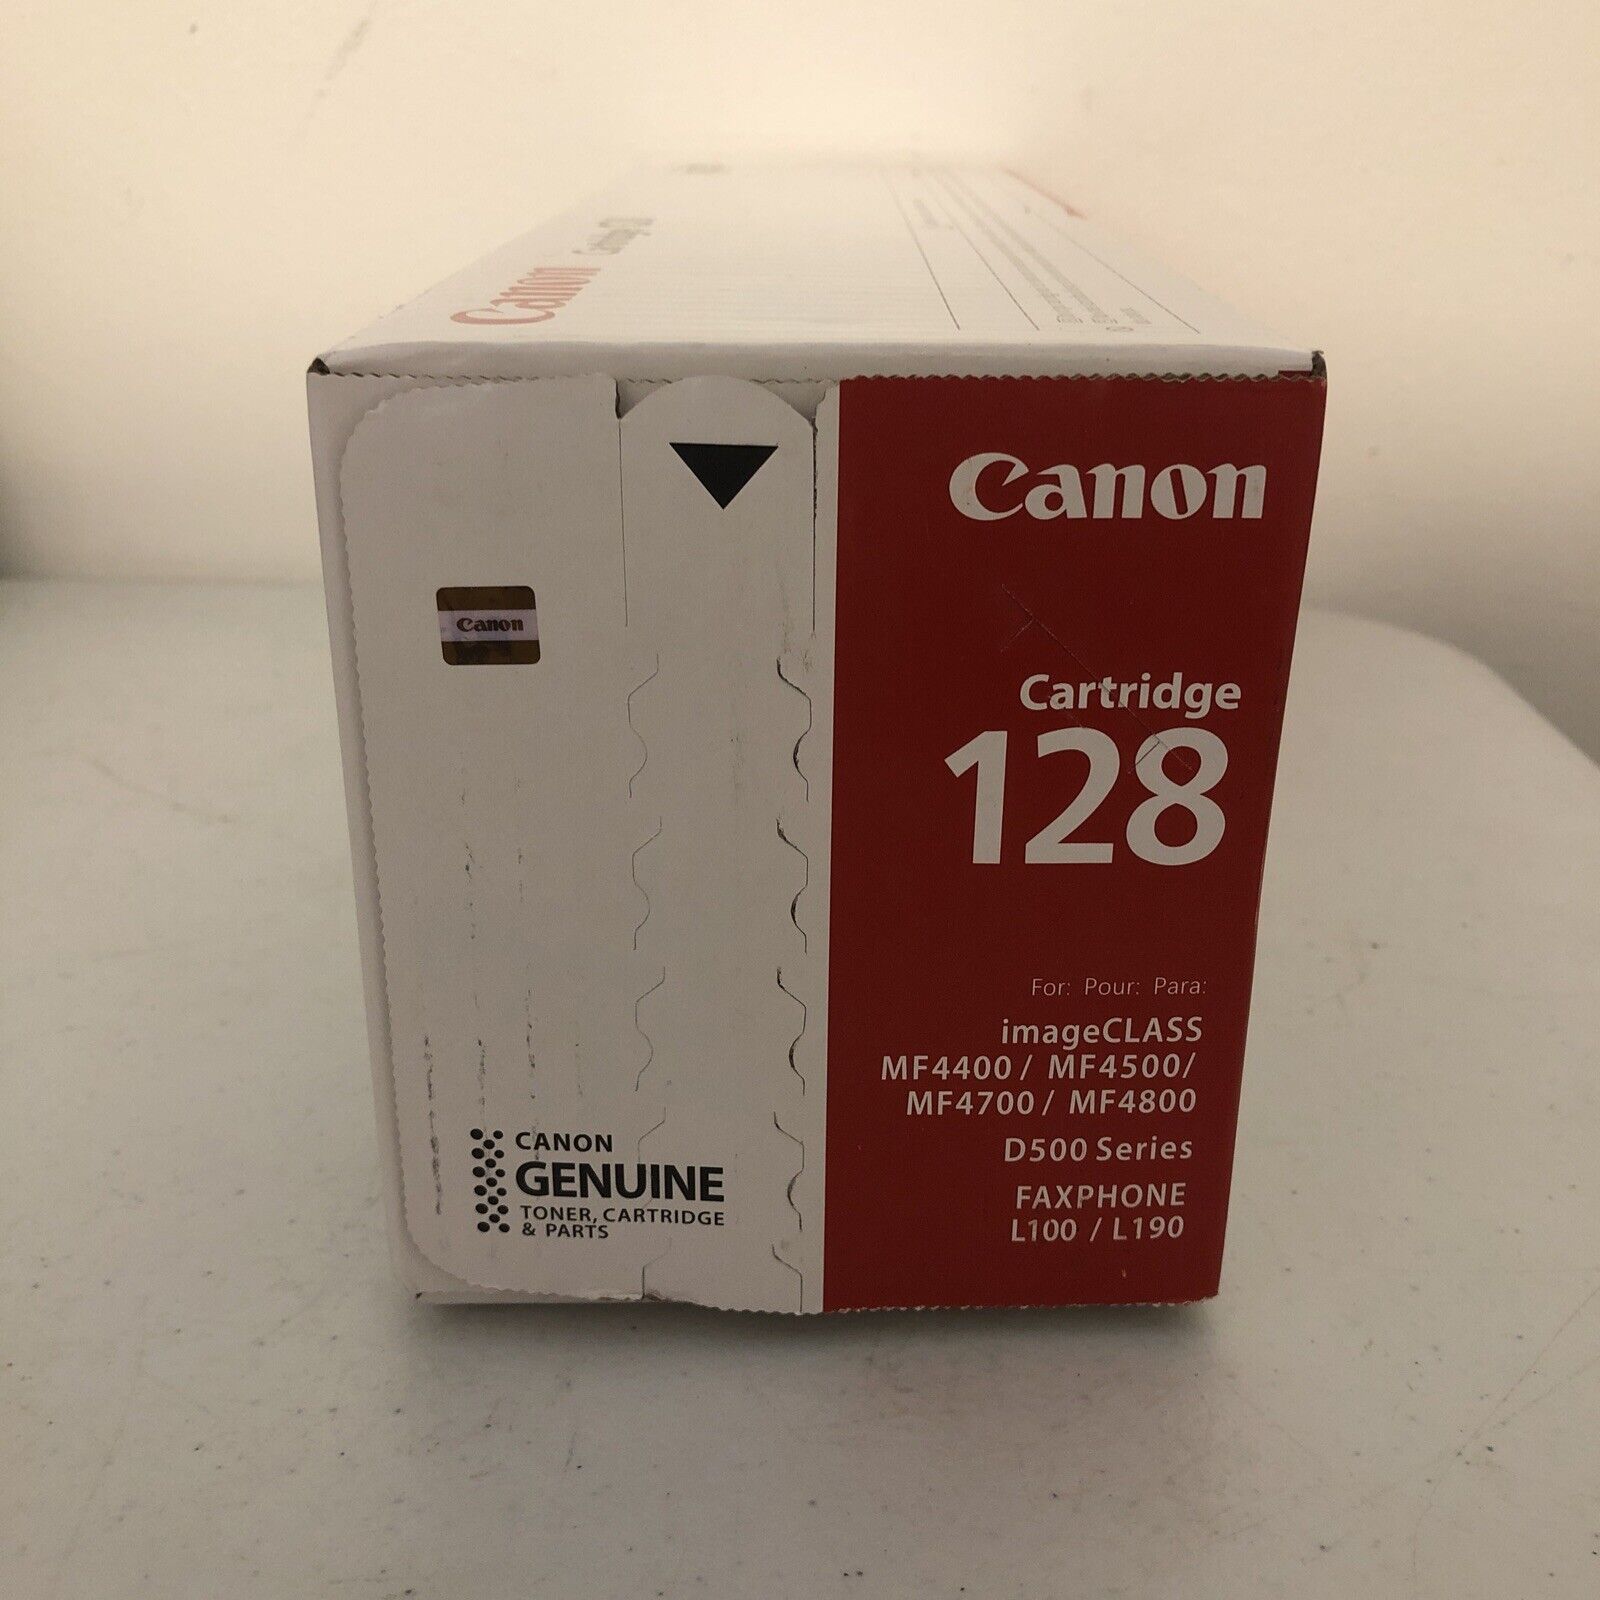 Canon
Canon
Canon
Cartridge
128
For: Pour: Para:
imageCLASS
MF4400 / MF4500/
MF4700 / MF4800
D500 Series
FAXPHONE
L100 / L190
CANON
GENUINE
TONER, CARTRIDGE
& PARTS